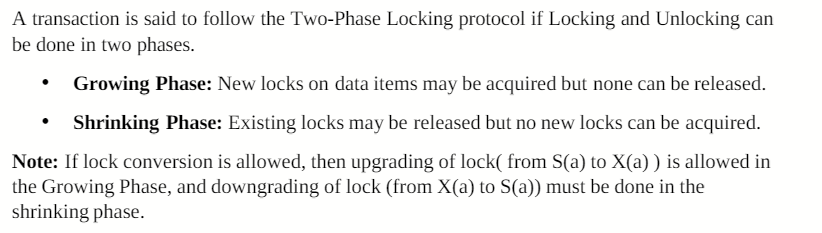 A transaction is said to follow the Two-Phase Locking protocol if Locking and Unlocking can
be done in two phases.
• Growing Phase: New locks on data items may be acquired but none can be released.
• Shrinking Phase: Existing locks may be released but no new locks can be acquired.
Note: If lock conversion is allowed, then upgrading of lock( from S(a) to X(a) ) is allowed in
the Growing Phase, and downgrading of lock (from X(a) to S(a)) must be done in the
shrinking phase.